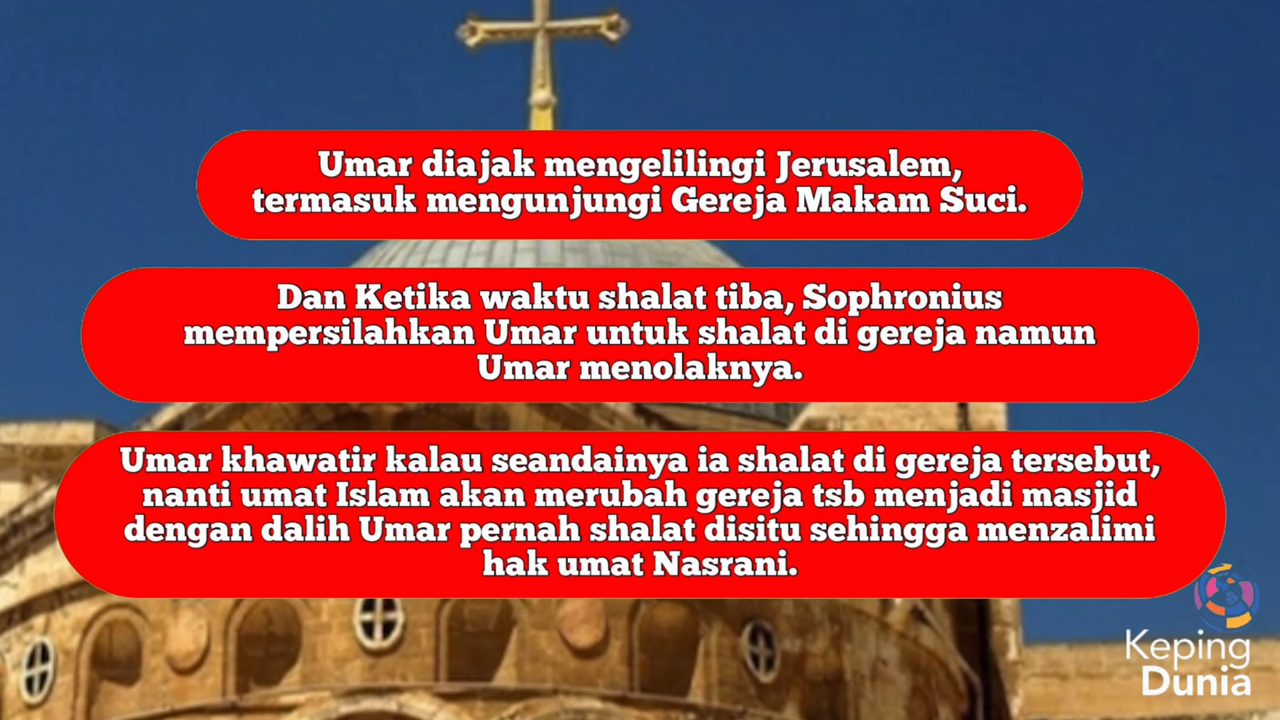 Umar diajak mengelilingi Jerusalem,
termasuk mengunjungi Gereja Makam Suci.
Dan Ketika waktu shalat tiba, Sophronius
mempersilahkan Umar untuk shalat di gereja namun
Umar menolaknya.
Umar khawatir kalau seandainya ia shalat di gereja tersebut,
nanti umat Islam akan merubah gereja tsb menjadi masjid
dengan dalih Umar pernah shalat disitu sehingga menzalimi
hak umat Nasrani.
Keping
Dunia